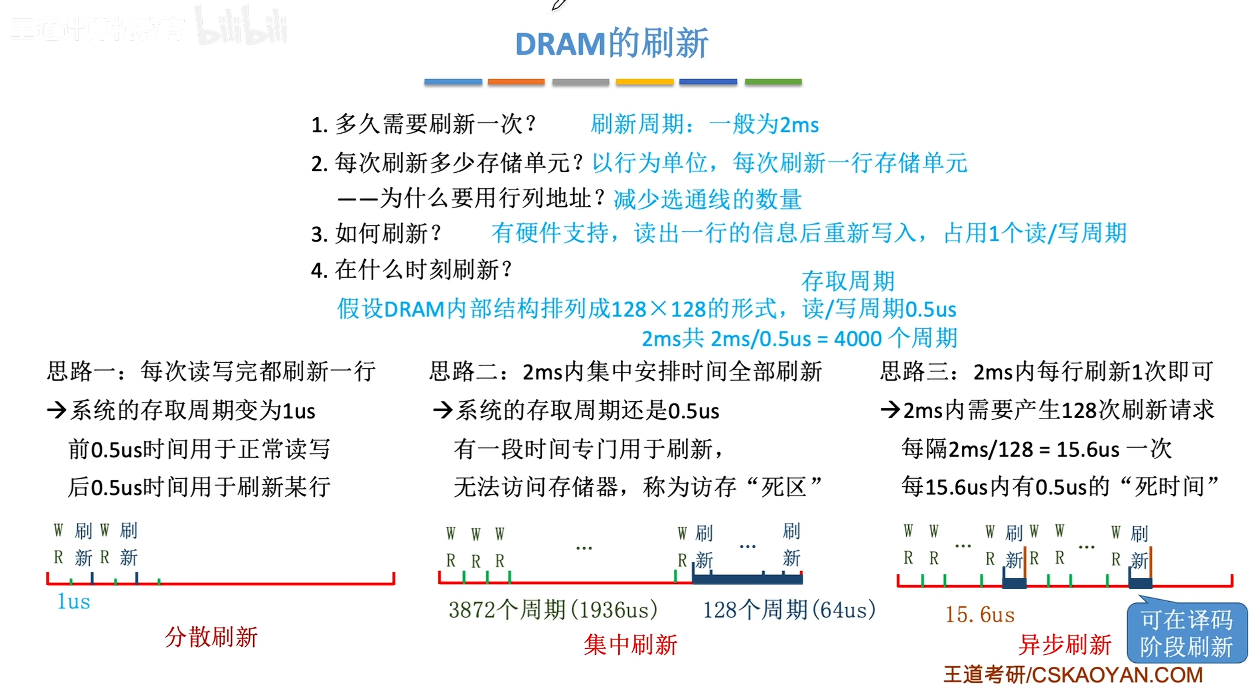 王道计算机教育 bilibili
DRAM的刷新
1. 多久需要刷新一次? 刷新周期：一般为2ms
2. 每次刷新多少存储单元? 以行为单位，每次刷新一行存储单元
——为什么要用行列地址? 减少选通线的数量
3. 如何刷新? 有硬件支持，读出一行的信息后重新写入，占用1个读/写周期
4. 在什么时刻刷新?
存取周期
假设DRAM内部结构排列成128×128的形式，读/写周期0.5us
2ms共 2ms/0.5us = 4000 个周期
思路一：每次读写完都刷新一行
→系统的存取周期变为1us
前0.5us时间用于正常读写
后0.5us时间用于刷新某行
W 刷 W 刷
R 新 R 新
1us
分散刷新
思路二：2ms内集中安排时间全部刷新
→系统的存取周期还是0.5us
有一段时间专门用于刷新，
无法访问存储器，称为访存“死区”
W W W W 刷 刷
R R R … R 新 … 新
3872个周期(1936us) 128个周期(64us)
集中刷新
思路三：2ms内每行刷新1次即可
→2ms内需要产生128次刷新请求
每隔2ms/128 = 15.6us 一次
每15.6us内有0.5us的“死时间”
W W … W 刷 W W … W 刷
R R R 新 R R R 新
15.6us
异步刷新
可在译码
阶段刷新
王道考研/CSKAOYAN.COM